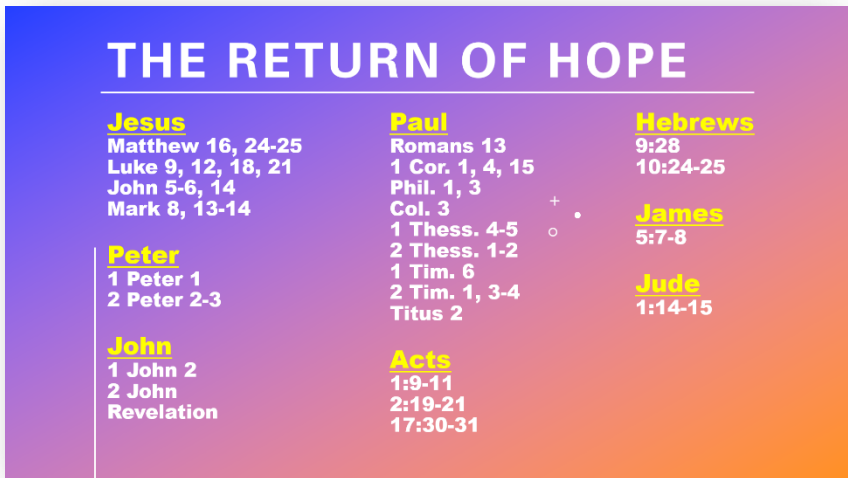 THE RETURN OF HOPE
Jesus
Matthew 16, 24-25
Luke 9, 12, 18, 21
John 5-6, 14
Mark 8, 13-14
Peter
1 Peter 1
2 Peter 2-3
John
1 John 2
2 John
Revelation
Paul
Romans 13
1 Cor. 1, 4, 15
Phil. 1, 3
Col. 3
1 Thess. 4-5
2 Thess. 1-2
1 Tim. 6
2 Tim. 1, 3-4
Titus 2
Acts
1:9-11
2:19-21
17:30-31
Hebrews
9:28
10:24-25
James
5:7-8
Jude
1:14-15